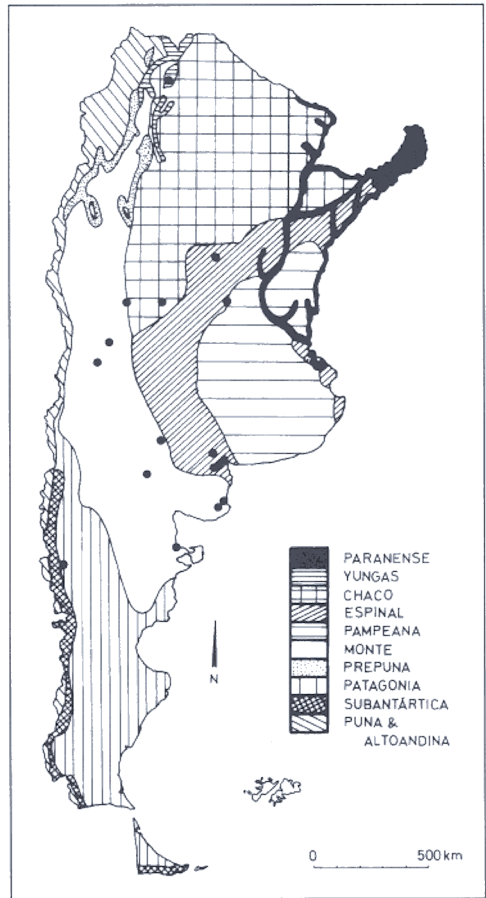 N
PARANENSE
YUNGAS
CHACO
ESPINAL
PAMPEANA
MONTE
PREPUNA
PATAGONIA
SUBANTÁRTICA
PUNA &
ALTOANDINA
0 500 km